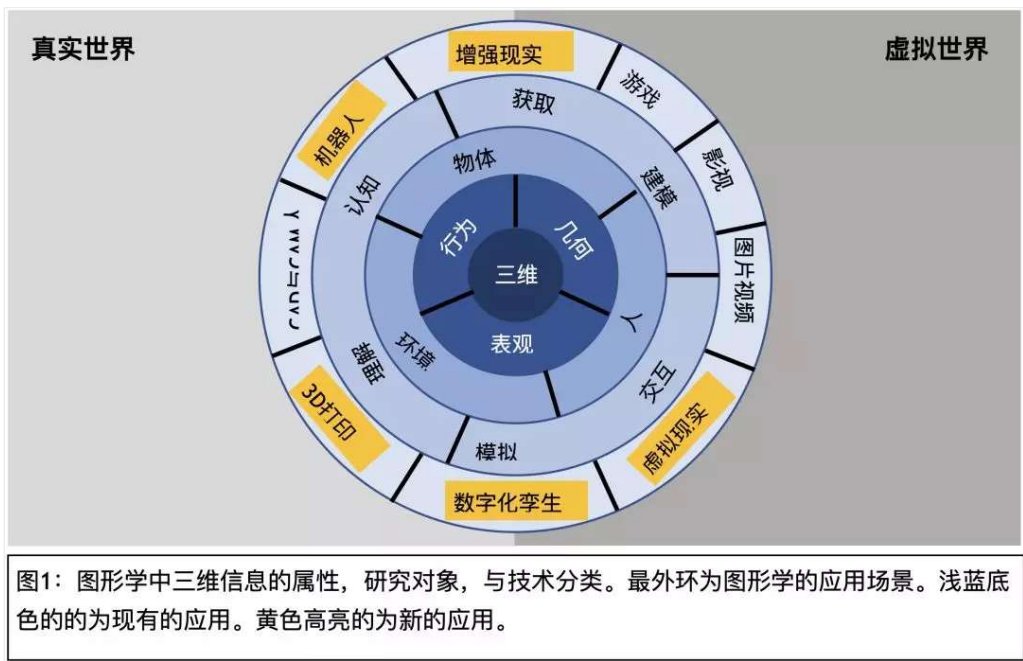 真实世界
虚拟世界
增强现实
游戏
影视
图片视频
虚拟现实
数字化孪生
3D打印
机器人
获取
建模
交互
模拟
理解
认知
物体
人
环境
行为
几何
表观
三维
图1：图形学中三维信息的属性，研究对象，与技术分类。最外环为图形学的应用场景。浅蓝底
色的的为现有的应用。黄色高亮的为新的应用。